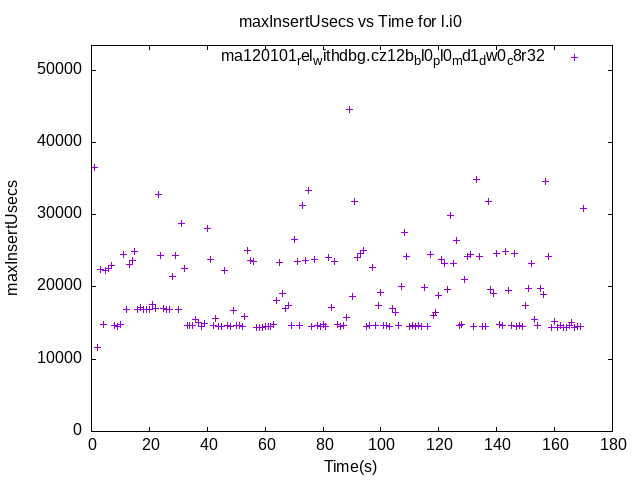 maxInsertUsecs vs Time for l.i0
ma120101_rel_withdbg.cz12b_bl0_pl0_md1_dw0_c8r32
50000
40000
30000
20000
10000
0
maxInsertUsecs
0 20 40 60 80 100 120 140 160 180
Time(s)